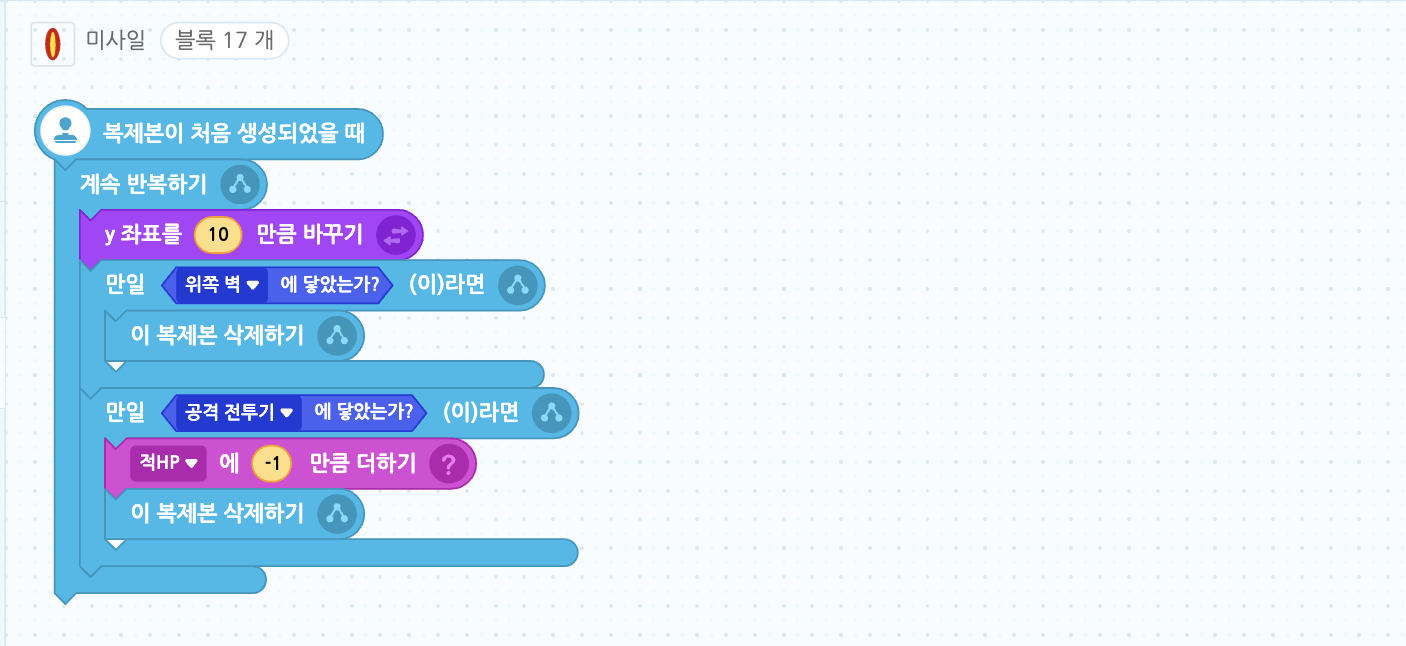 미사일 블록 17 개
복제본이 처음 생성되었을 때
계속 반복하기
y 좌표를 10 만큼 바꾸기
만일 위쪽 벽 에 닿았는가? (이)라면
이 복제본 삭제하기
만일 공격 전투기 에 닿았는가? (이)라면
적HP 에 -1 만큼 더하기 ?
이 복제본 삭제하기